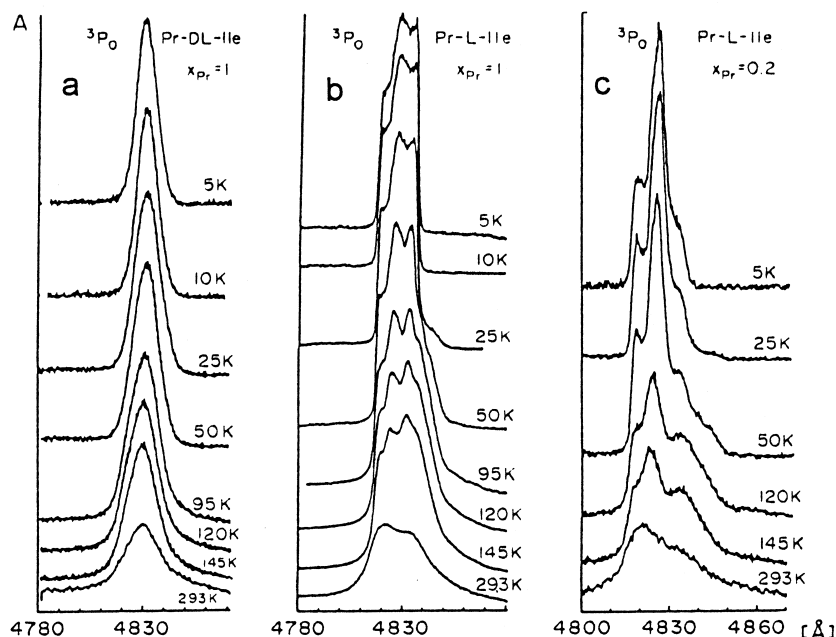 A
³P₀ Pr-DL-Ile
x_Pr=1
a
5K
10K
25K
50K
95K
120K
145K
293K
4780 4830
³P₀ Pr-L-Ile
x_Pr=1
b
5K
10K
25K
50K
95K
120K
145K
293K
4780 4830
³P₀ Pr-L-Ile
x_Pr=0.2
c
5K
25K
50K
120K
145K
293K
4800 4830 4860 [Å]